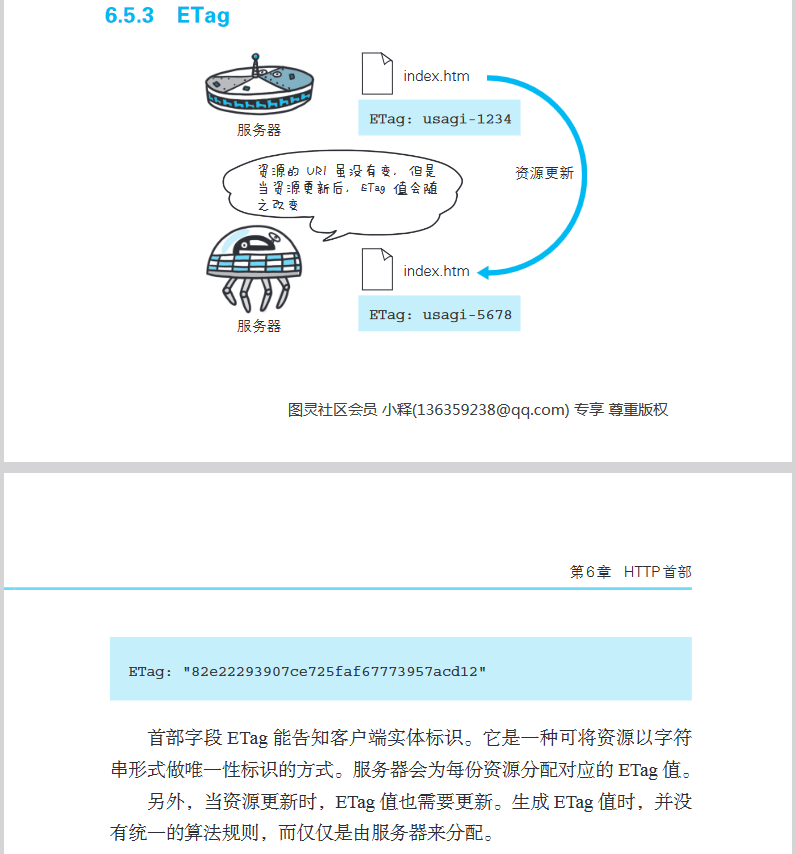 6.5.3 ETag
index.htm
ETag: usagi-1234
服务器
资源的 URI 虽没有变，但是
当资源更新后，ETag 值会随
之改变
资源更新
index.htm
ETag: usagi-5678
服务器
图灵社区会员 小释(136359238@qq.com) 专享 尊重版权
第6章 HTTP首部
ETag: "82e22293907ce725faf67773957acd12"
首部字段 ETag 能告知客户端实体标识。它是一种可将资源以字符
串形式做唯一性标识的方式。服务器会为每份资源分配对应的 ETag 值。
另外，当资源更新时，ETag 值也需要更新。生成 ETag 值时，并没
有统一的算法规则，而仅仅是由服务器来分配。